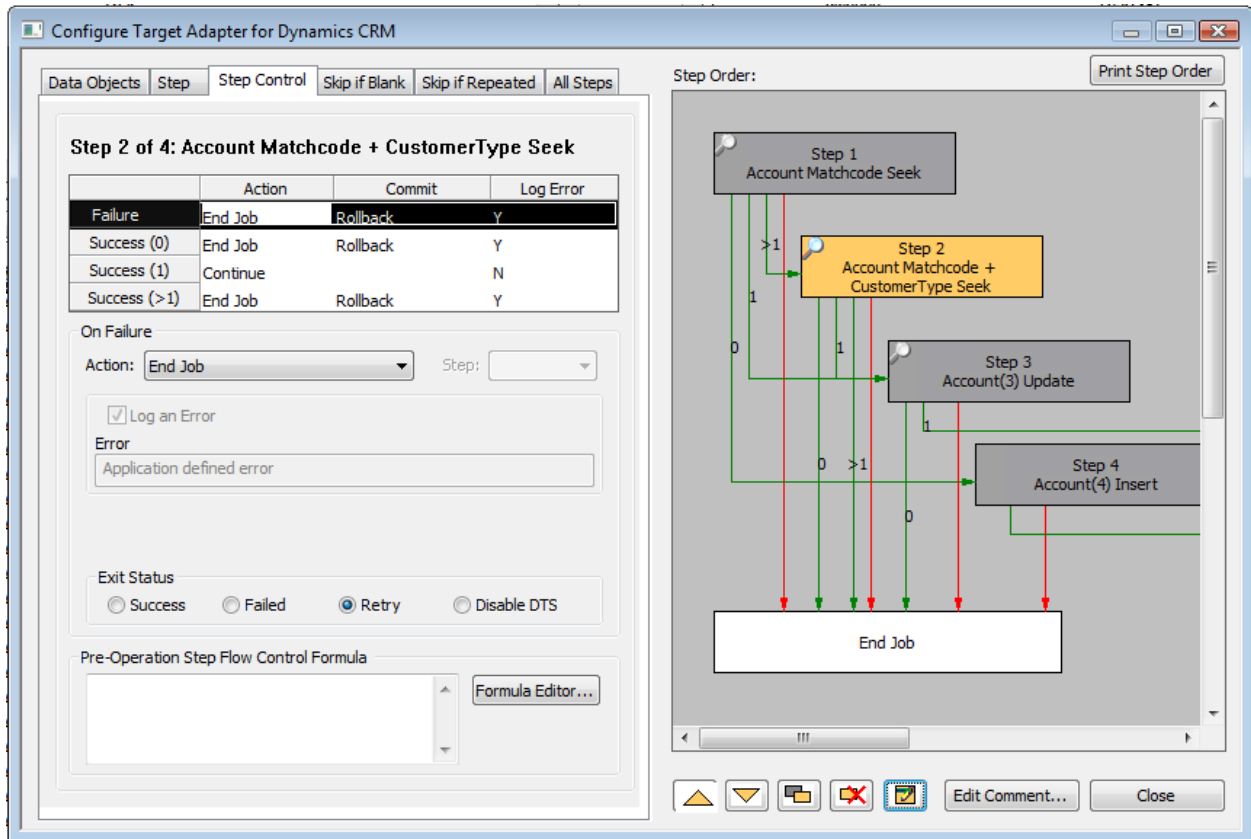 Configure Target Adapter for Dynamics CRM
Data Objects Step Step Control Skip if Blank Skip if Repeated All Steps
Step 2 of 4: Account Matchcode + CustomerType Seek
Action Commit Log Error
Failure End Job Rollback Y
Success (0) End Job Rollback Y
Success (1) Continue N
Success (>1) End Job Rollback Y
On Failure
Action: End Job Step:
Log an Error
Error
Application defined error
Exit Status
Success Failed Retry Disable DTS
Pre-Operation Step Flow Control Formula
Formula Editor...
Step Order:
Print Step Order
Step 1
Account Matchcode Seek
>1
Step 2
Account Matchcode +
CustomerType Seek
1
0
1
Step 3
Account(3) Update
1
0
>1
Step 4
Account(4) Insert
0
End Job
Edit Comment...
Close